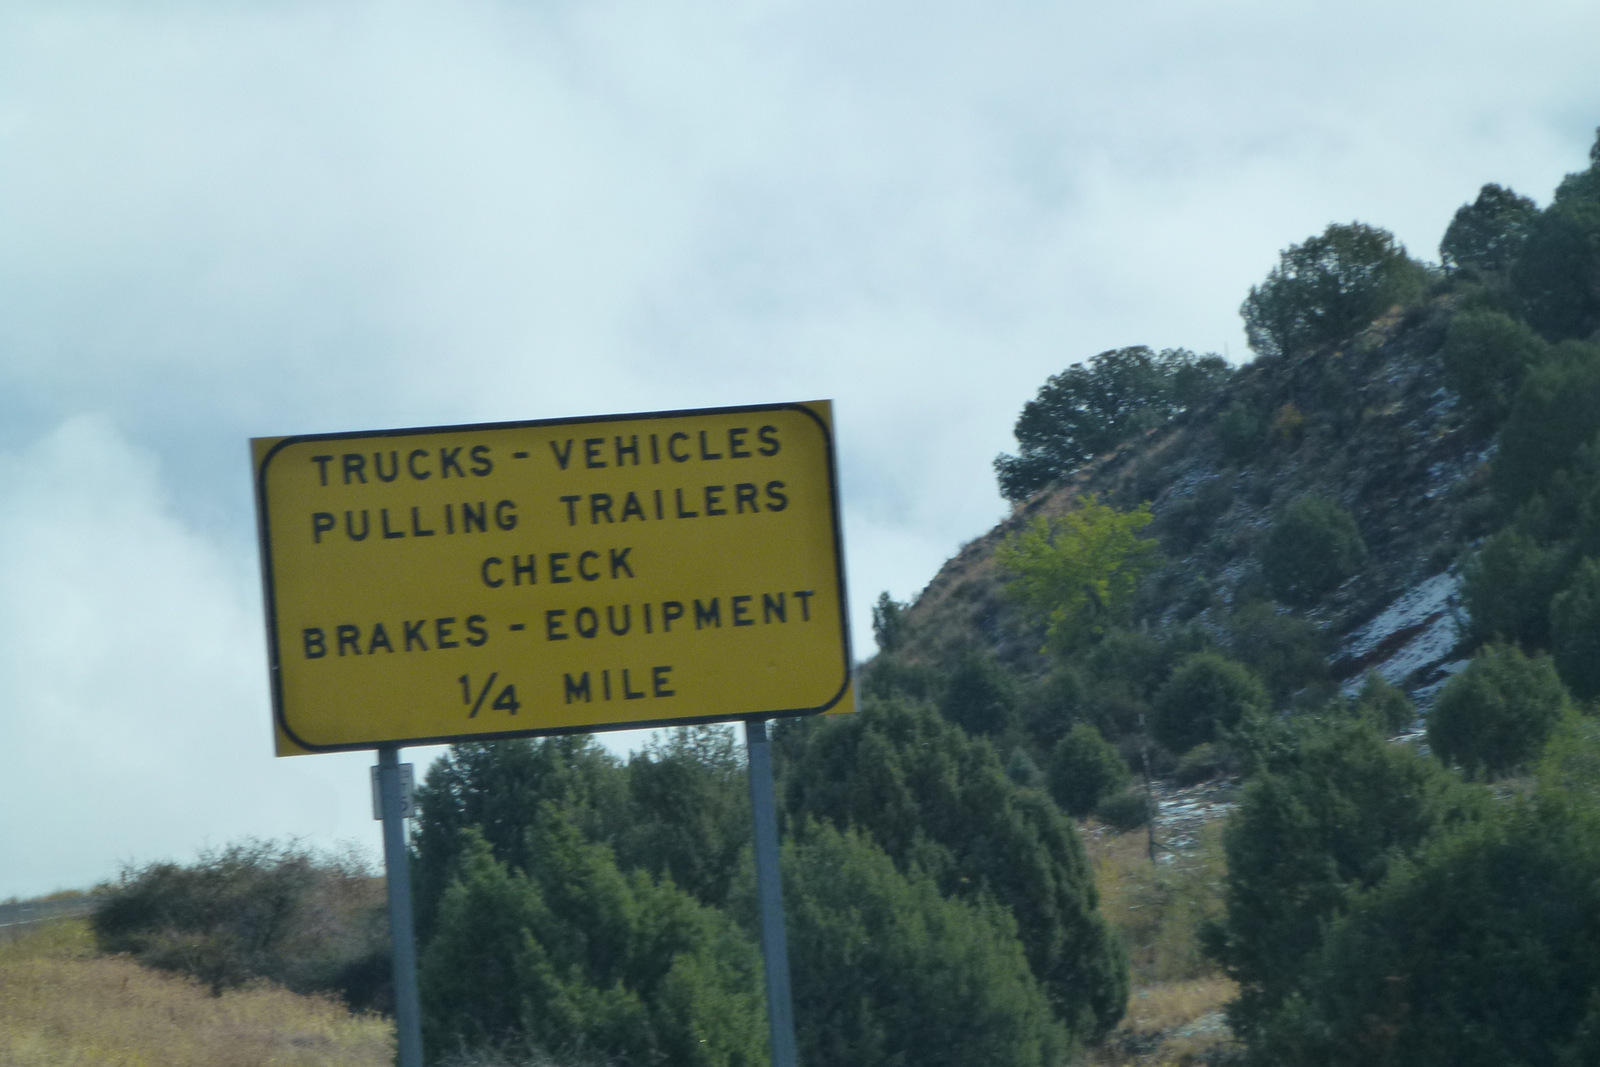 TRUCKS - VEHICLES
PULLING TRAILERS
CHECK
BRAKES - EQUIPMENT
1/4 MILE